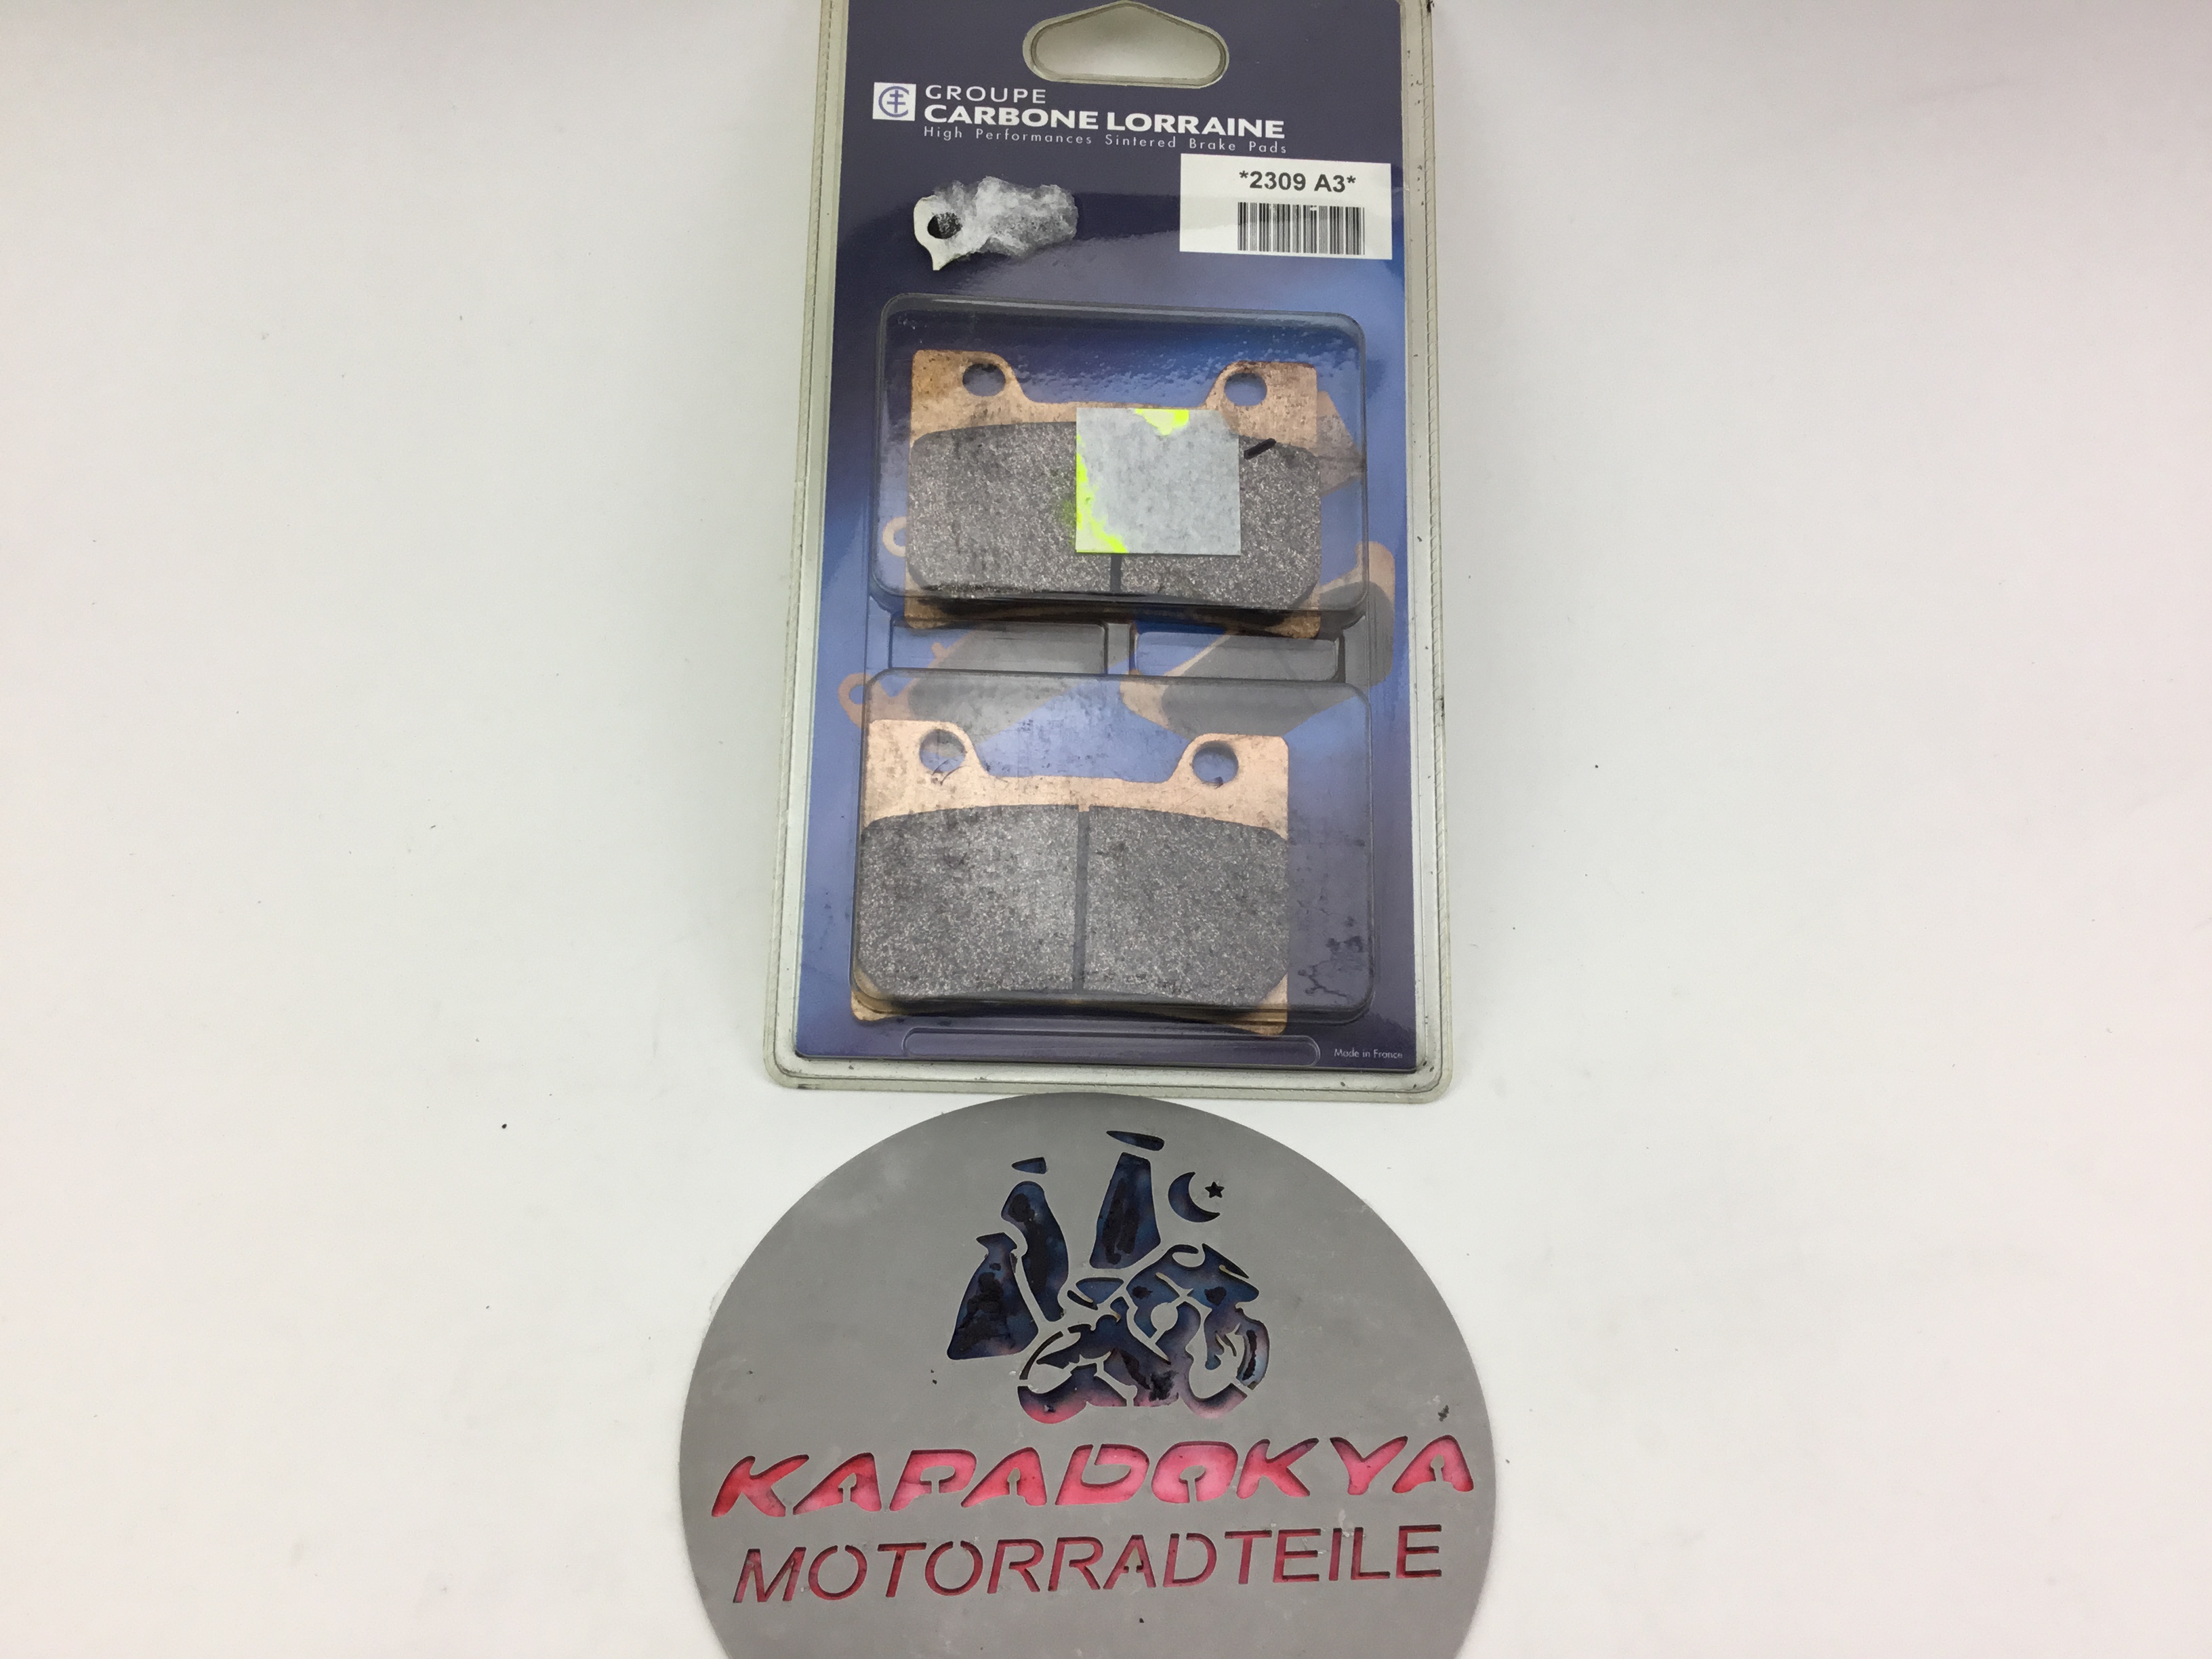 GROUPE
CARBONE LORRAINE
High Performances Sintered Brake Pads
*2309 A3*
Made in France
KAPADOKYA
MOTORRADTEILE